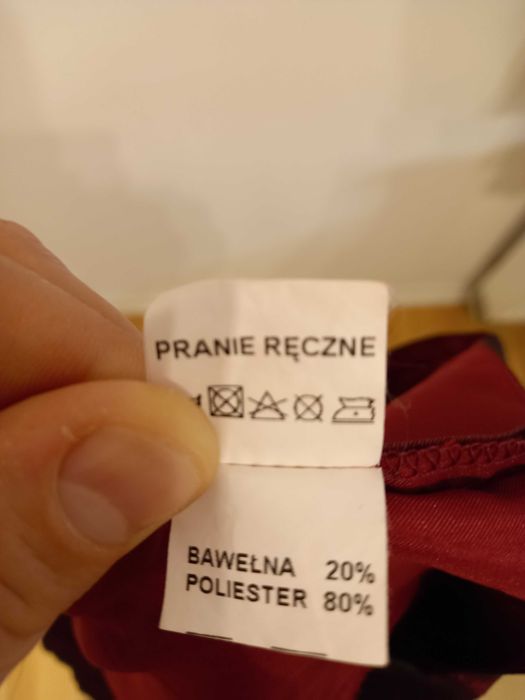 PRANIE RĘCZNE
BAWEŁNA 20%
POLIESTER 80%